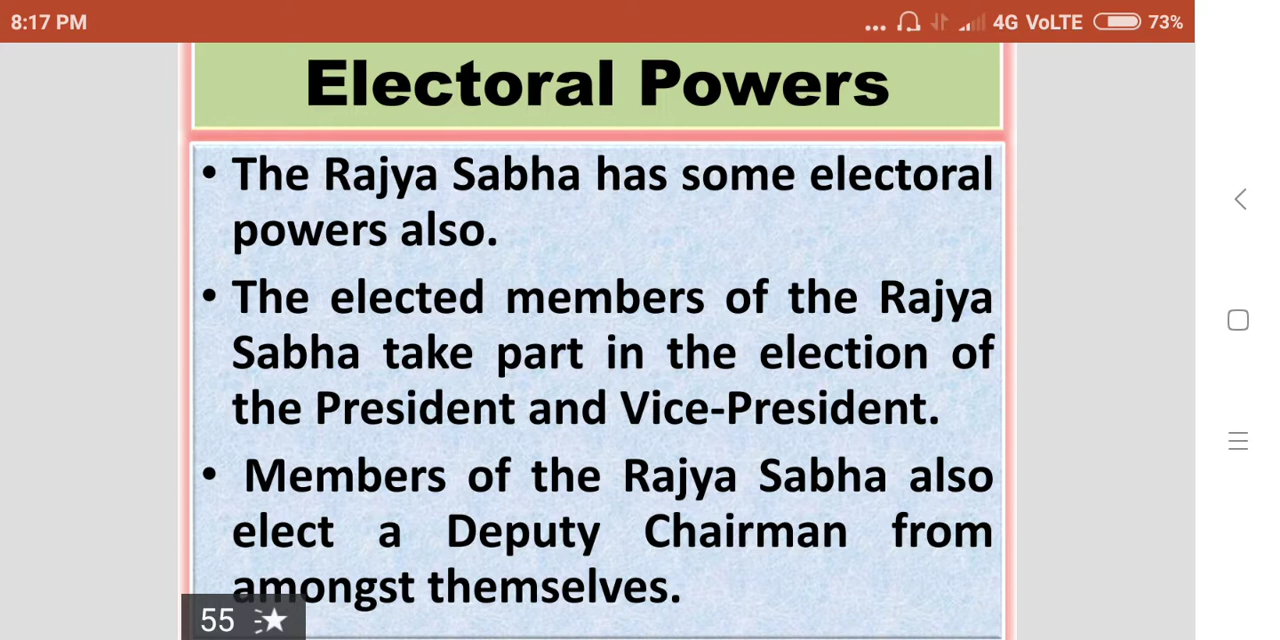 8:17 PM
... 4G VoLTE 73%
Electoral Powers
• The Rajya Sabha has some electoral
powers also.
• The elected members of the Rajya
Sabha take part in the election of
the President and Vice-President.
• Members of the Rajya Sabha also
elect a Deputy Chairman from
amongst themselves.
55